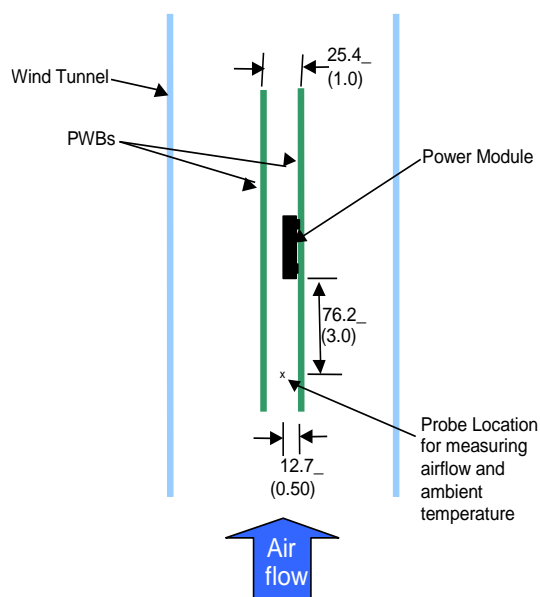 25.4_
(1.0)
Wind Tunnel
PWBs
Power Module
76.2_
(3.0)
x
Probe Location
for measuring
airflow and
ambient
temperature
12.7_
(0.50)
Air
flow